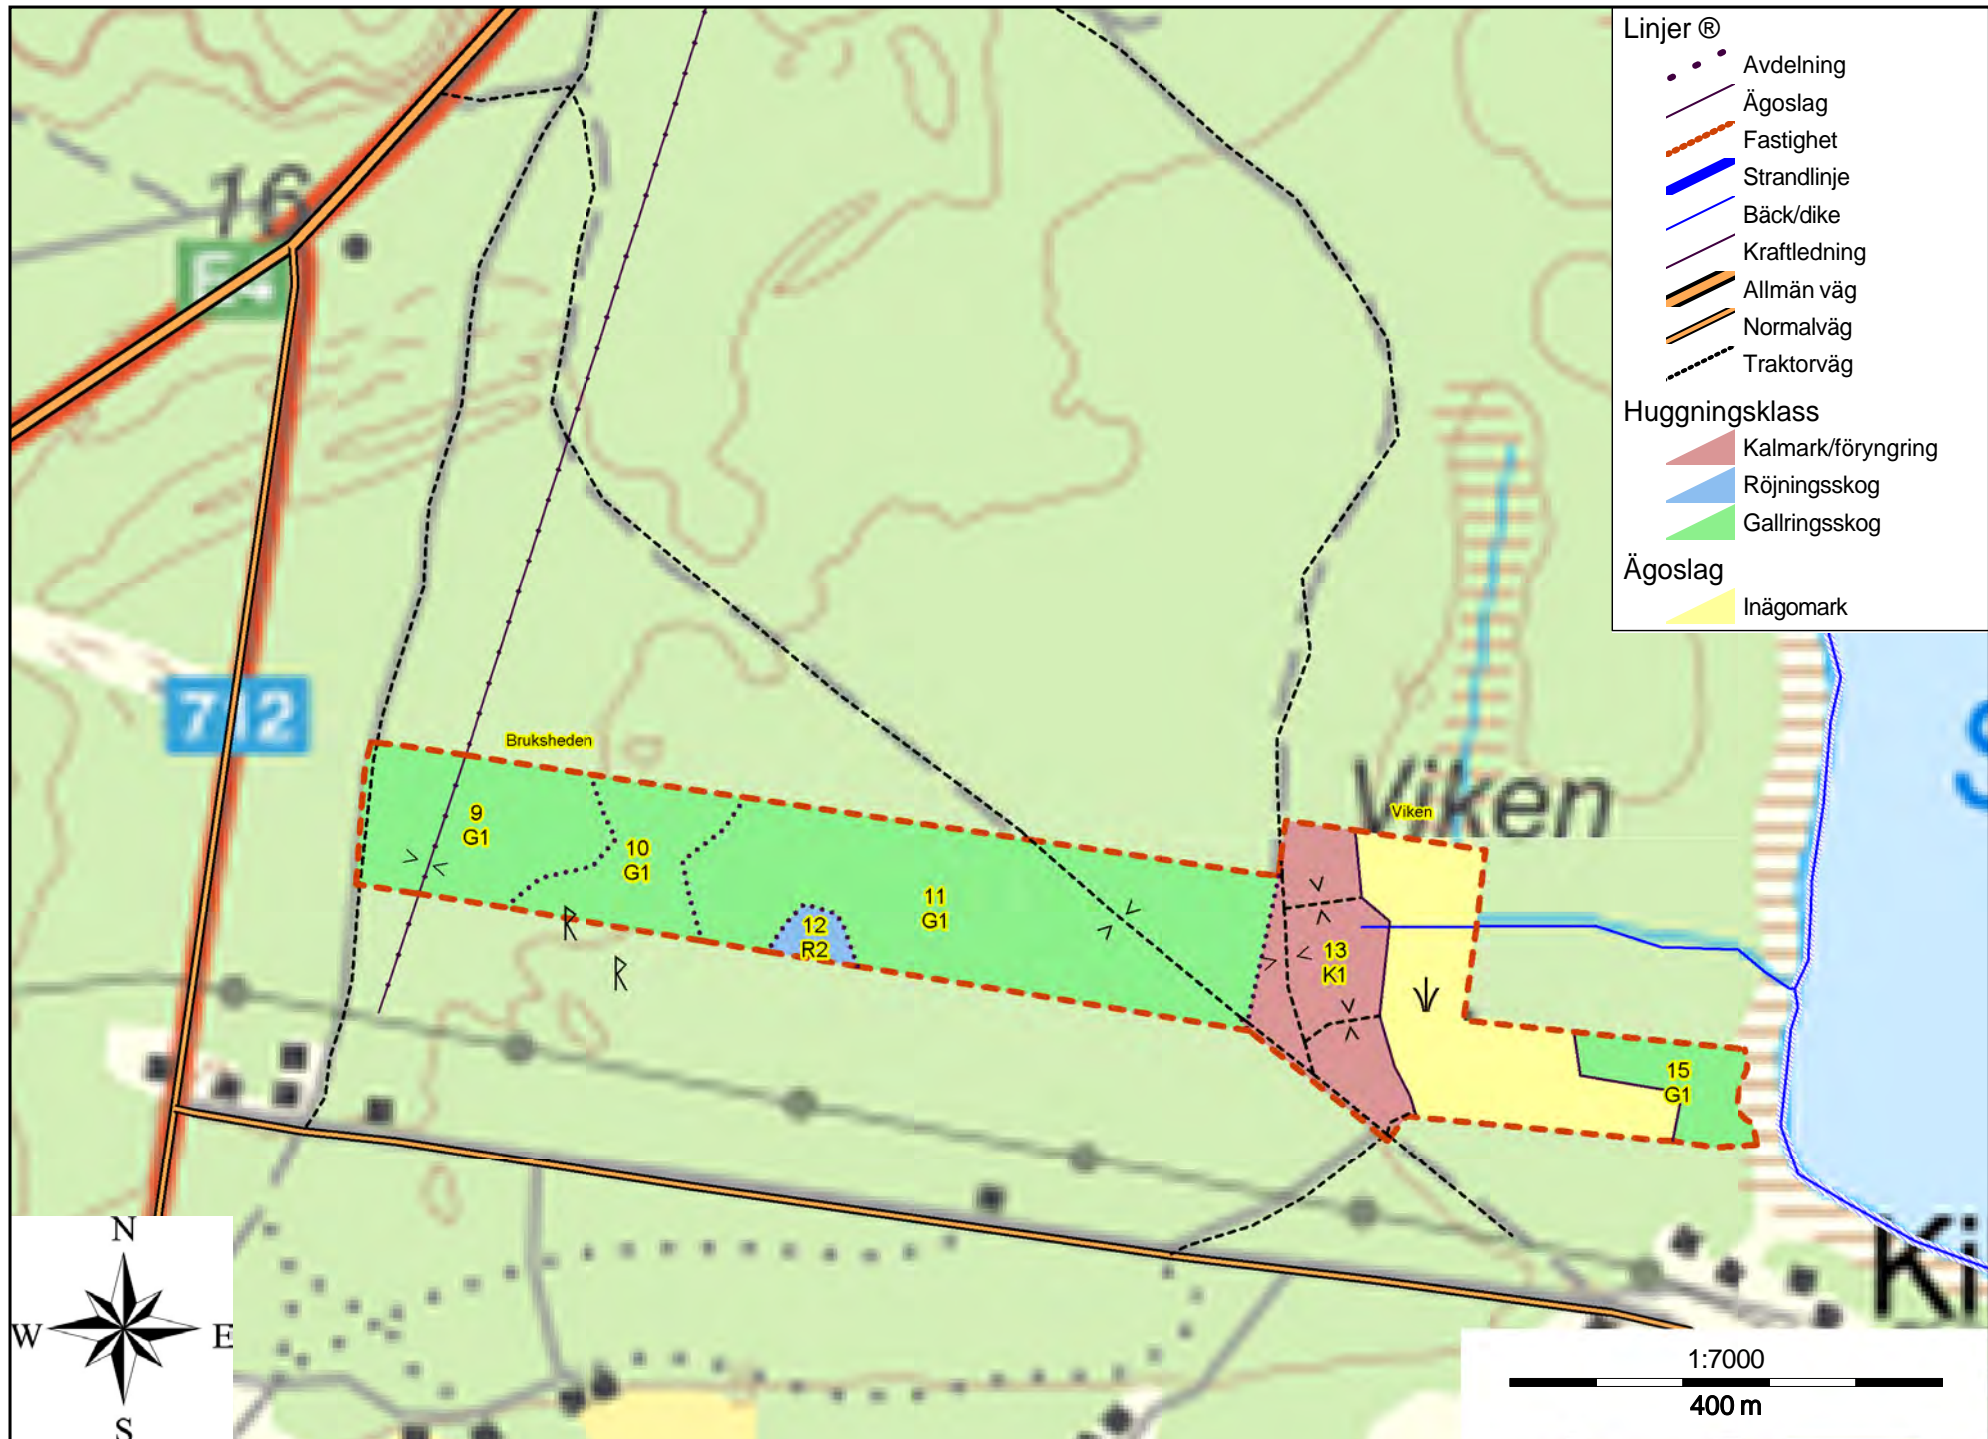 Linjer ®
Avdelning
Ägoslag
Fastighet
Strandlinje
Bäck/dike
Kraftledning
Allmän väg
Normalväg
Traktorväg
Huggningsklass
Kalmark/föryngring
Röjningsskog
Gallringsskog
Ägoslag
Inägomark
16
E4
712
Bruksheden
Viken
Viken
9
G1
10
G1
11
G1
12
R2
13
K1
15
G1
R
R
S
Ki
N
W E
S
1:7000
400 m